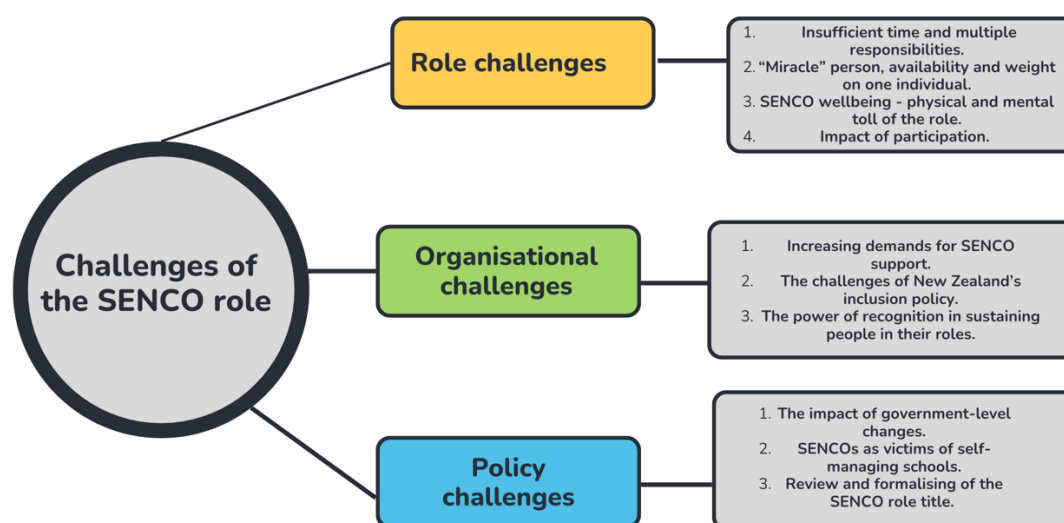 Challenges of
the SENCO role
Role challenges
1. Insufficient time and multiple
responsibilities.
2. “Miracle” person, availability and weight
on one individual.
3. SENCO wellbeing - physical and mental
toll of the role.
4. Impact of participation.
Organisational
challenges
1. Increasing demands for SENCO
support.
2. The challenges of New Zealand’s
inclusion policy.
3. The power of recognition in sustaining
people in their roles.
Policy
challenges
1. The impact of government-level
changes.
2. SENCOs as victims of self-
managing schools.
3. Review and formalising of the
SENCO role title.